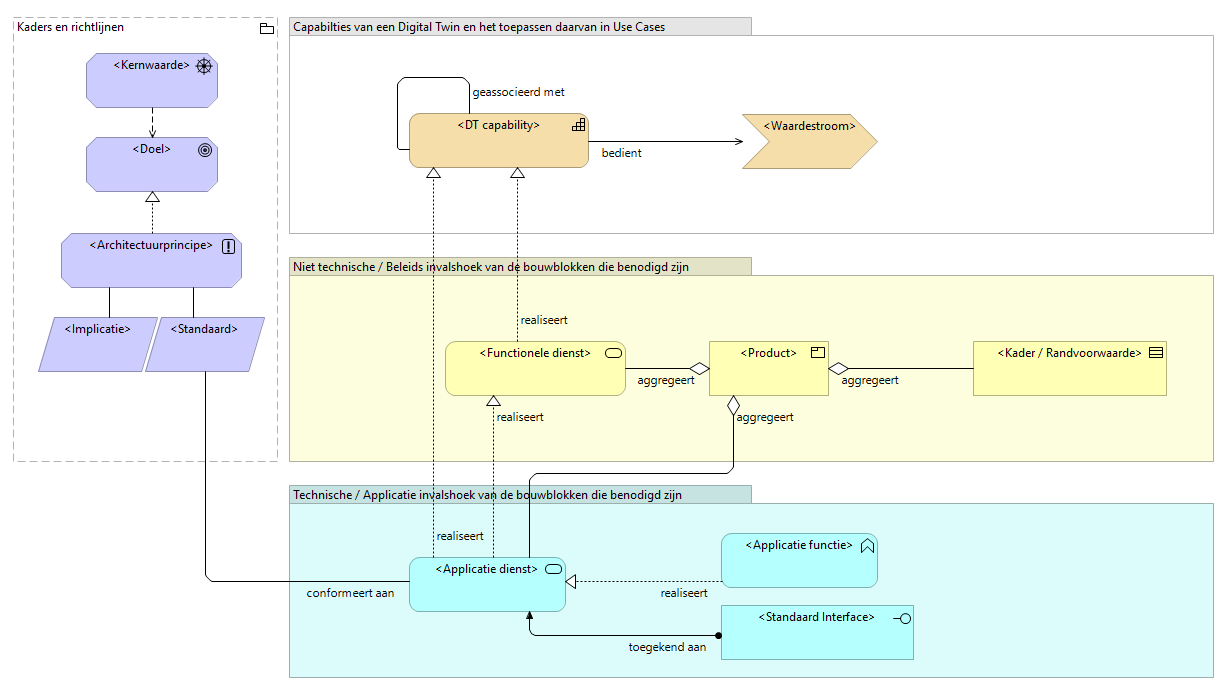 Kaders en richtlijnen
<Kernwaarde>
<Doel>
<Architectuurprincipe>
<Implicatie>
<Standaard>
Capabilties van een Digital Twin en het toepassen daarvan in Use Cases
geassocieerd met
<DT capability>
bedient
<Waardestroom>
Niet technische / Beleids invalshoek van de bouwblokken die benodigd zijn
realiseert
<Functionele dienst>
aggregeert
<Product>
aggregeert
<Kader / Randvoorwaarde>
realiseert
aggregeert
Technische / Applicatie invalshoek van de bouwblokken die benodigd zijn
realiseert
<Applicatie dienst>
conformeert aan
<Applicatie functie>
realiseert
<Standaard Interface>
toegekend aan